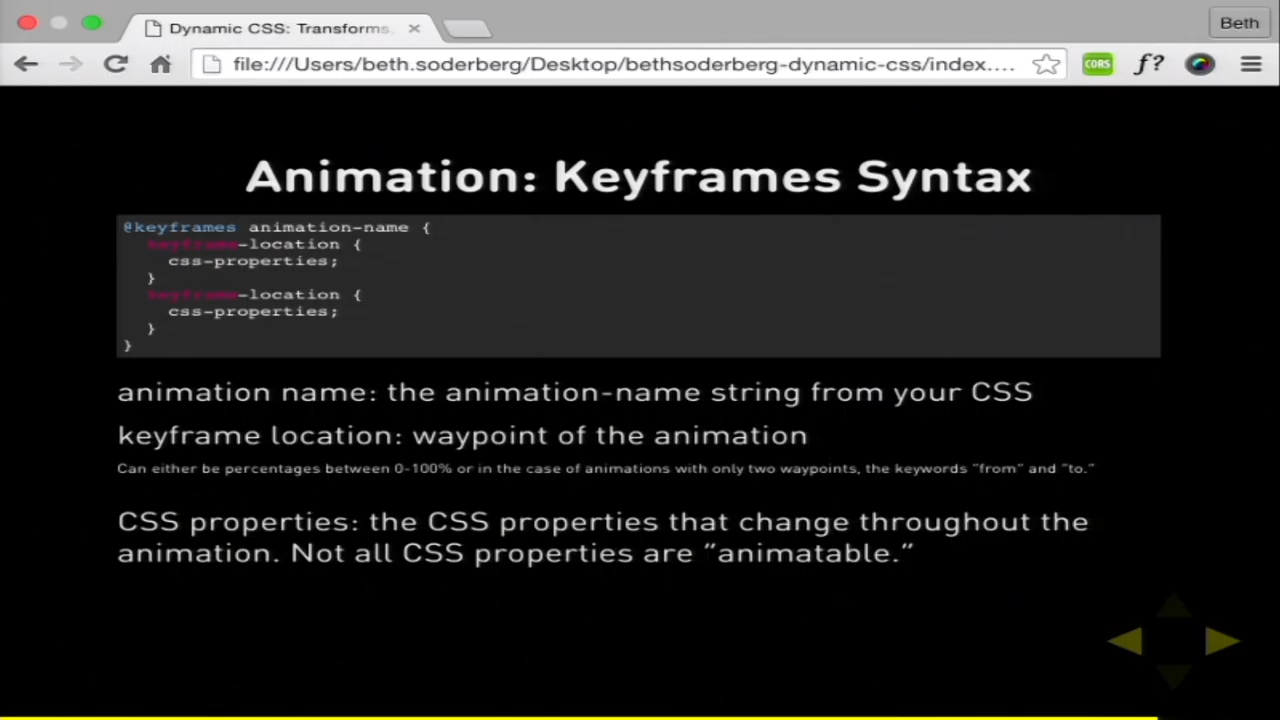 Dynamic CSS: Transforms,
Beth
file:///Users/beth.soderberg/Desktop/bethsoderberg-dynamic-css/index....
CORS
f?
Animation: Keyframes Syntax
@keyframes animation-name {
keyframe-location {
css-properties;
}
keyframe-location {
css-properties;
}
}
animation name: the animation-name string from your CSS
keyframe location: waypoint of the animation
Can either be percentages between 0-100% or in the case of animations with only two waypoints, the keywords "from" and "to."
CSS properties: the CSS properties that change throughout the
animation. Not all CSS properties are "animatable."